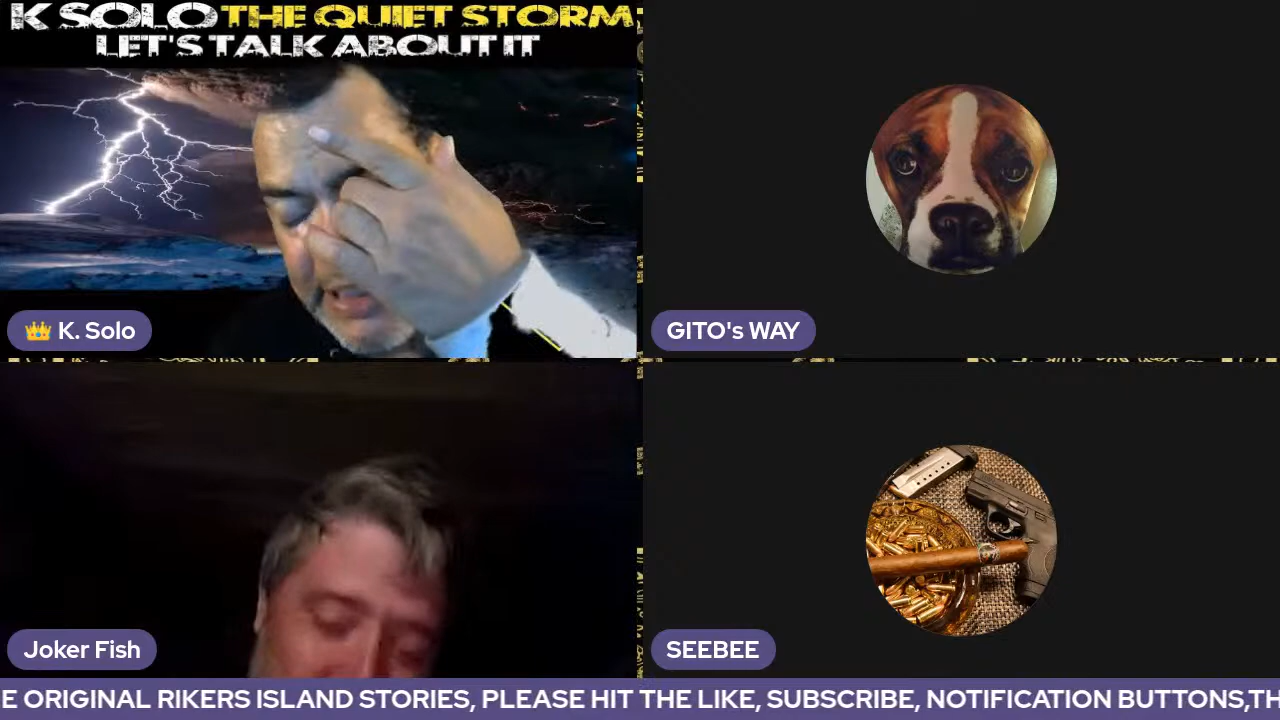 K SOLO THE QUIET STORM
LET'S TALK ABOUT IT
👑 K. Solo
GITO's WAY
Joker Fish
SEEBEE
E ORIGINAL RIKERS ISLAND STORIES, PLEASE HIT THE LIKE, SUBSCRIBE, NOTIFICATION BUTTONS,TH